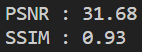 PSNR : 31.68
SSIM : 0.93